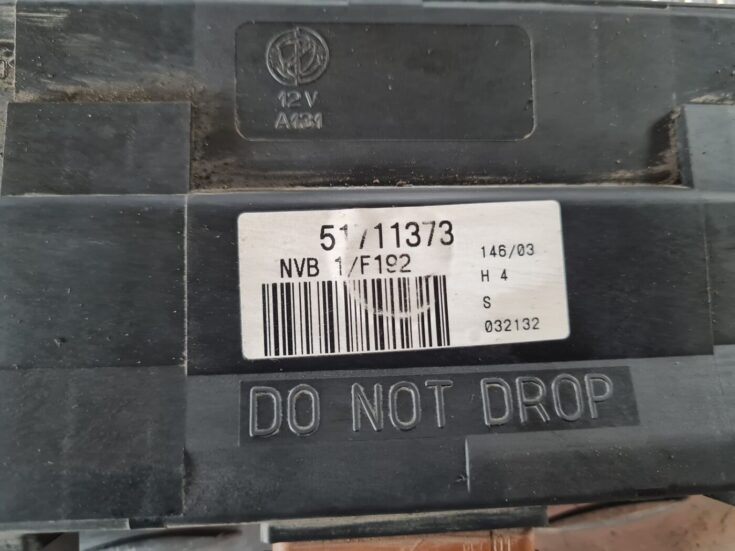 12V
A131
51711373
NVB 1/F192
146/03
H 4
S
032132
DO NOT DROP